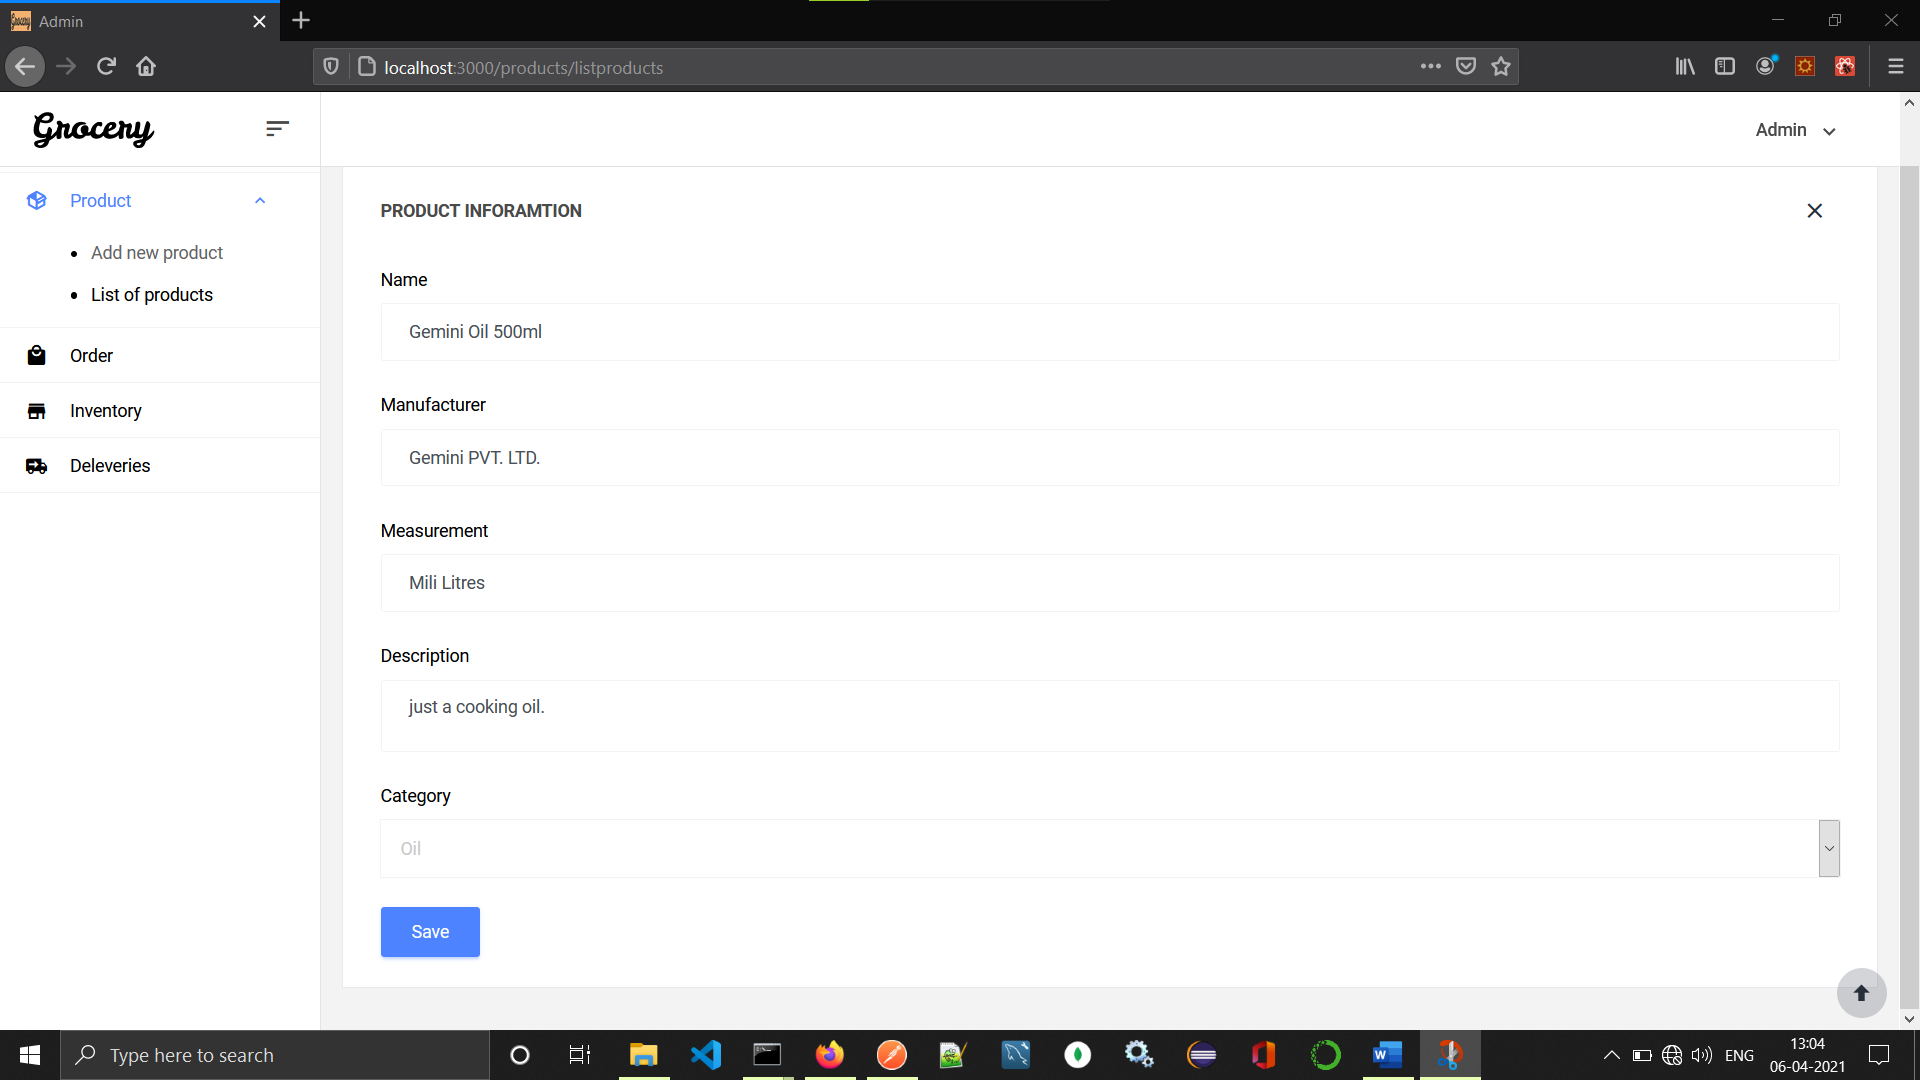 Admin
localhost:3000/products/listproducts
Grocery
Admin
Product
Add new product
List of products
Order
Inventory
Deleveries
PRODUCT INFORAMTION
Name
Gemini Oil 500ml
Manufacturer
Gemini PVT. LTD.
Measurement
Mili Litres
Description
just a cooking oil.
Category
Oil
Save
Type here to search
ENG
13:04
06-04-2021